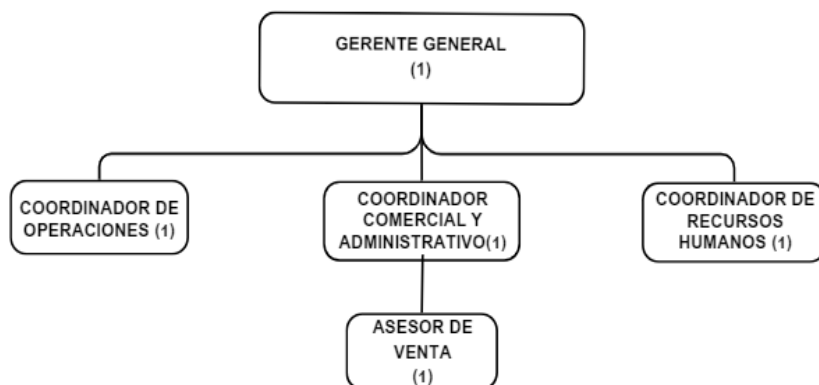 GERENTE GENERAL
(1)
COORDINADOR DE
OPERACIONES (1)
COORDINADOR
COMERCIAL Y
ADMINISTRATIVO(1)
COORDINADOR DE
RECURSOS
HUMANOS (1)
ASESOR DE
VENTA
(1)